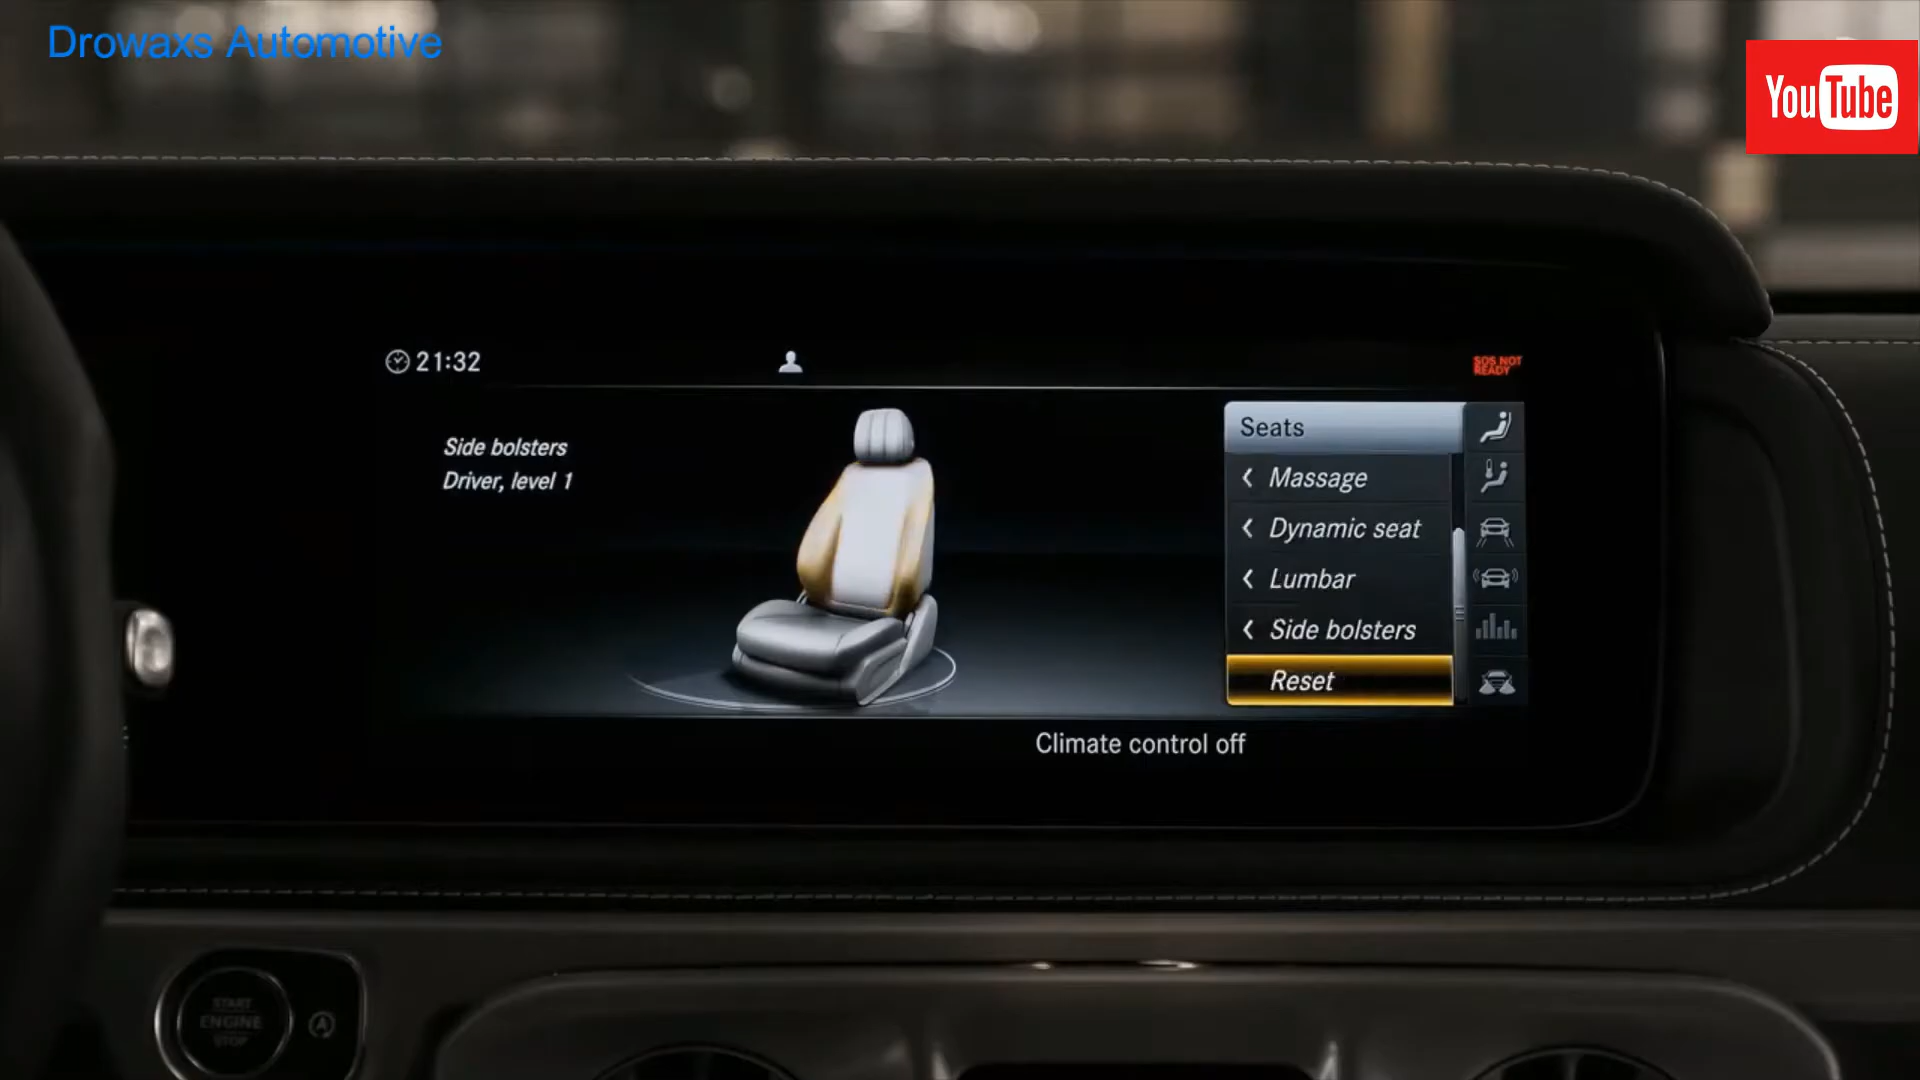 Drowaxs Automotive
YouTube
21:32
SOS NOT
READY
Side bolsters
Driver, level 1
Seats
Massage
Dynamic seat
Lumbar
Side bolsters
Reset
Climate control off
START
ENGINE
STOP
A